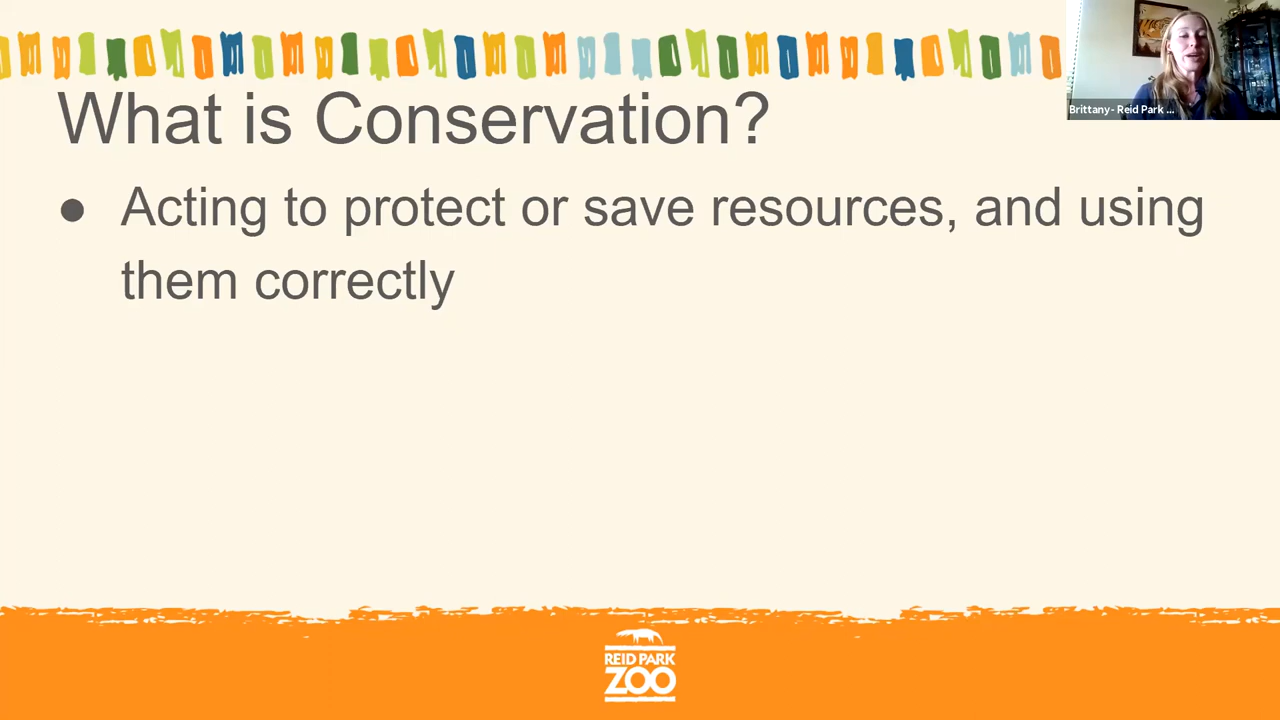 What is Conservation?
● Acting to protect or save resources, and using
them correctly
Brittany- Reid Park ...
REID PARK
ZOO